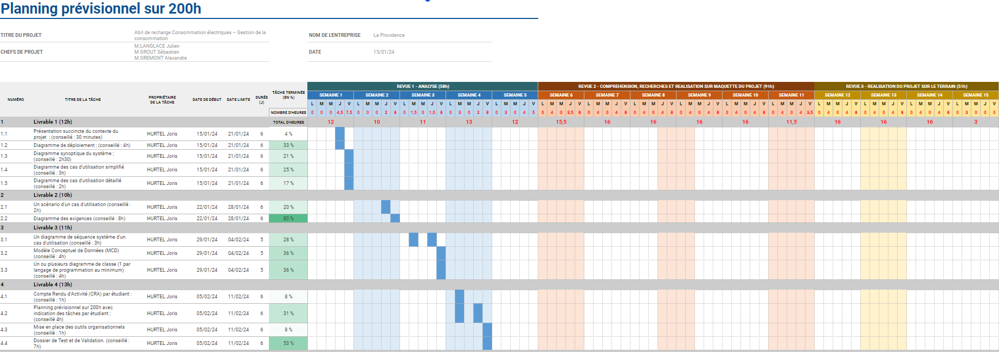 Planning prévisionnel sur 200h
TITRE DU PROJET
Abri de recharge Consommation électriques – Gestion de la
consommation
NOM DE L'ENTREPRISE La Providence
CHEFS DE PROJET
M.LANGLACE Julien
M.GROUT Sébastien
M.GREMONT Alexandre
DATE 15/01/24
NUMÉRO TITRE DE LA TÂCHE PROPRIÉTAIRE DE LA TÂCHE DATE DE DÉBUT DATE LIMITE DURÉE (J) TÂCHE TERMINÉE (EN %)
REVUE 1 - ANALYSE (58h) REVUE 2 - COMPREHENSION, RECHERCHES ET REALISATION SUR MAQUETTE DU PROJET (91h) REVUE 3 - REALISATION DU PROJET SUR LE TERRAIN (51h)
SEMAINE 1 SEMAINE 2 SEMAINE 3 SEMAINE 4 SEMAINE 5 SEMAINE 6 SEMAINE 7 SEMAINE 8 SEMAINE 9 SEMAINE 10 SEMAINE 11 SEMAINE 12 SEMAINE 13 SEMAINE 14 SEMAINE 15
L M M J V L M M J V L M M J V L M M J V L M M J V L M M J V L M M J V L M M J V L M M J V L M M J V L M M J V L M M J V L M M J V L M M J V L M M J V
NOMBRE D'HEURES 0 0 0 4,5 7,5 0 0 0 2 8 0 1,5 0 1,5 8 0 3 0 2 8 0 3 0 4 5 0 4 0 3,5 8 0 4 0 4 8 0 4 0 4 8 0 4 0 4 8 0 4 0 4 8 0 4 0 4 3,5 0 4 0 4 8 0 4 0 4 8 0 4 0 4 8 0 3 0 0 0
1 Livrable 1 (12h) TOTAL D'HEURES 12 10 11 13 12 15,5 16 16 16 16 11,5 16 16 16 3
1.1 Présentation succincte du contexte du
projet ; (conseillé : 30 minutes) HURTEL Joris 15/01/24 21/01/24 6 4 %
1.2 Diagramme de déploiement ; (conseillé : 4h) HURTEL Joris 15/01/24 21/01/24 6 33 %
1.3 Diagramme synoptique du système ;
(conseillé : 2h30) HURTEL Joris 15/01/24 21/01/24 6 21 %
1.4 Diagramme des cas d'utilisation simplifié
(conseillé : 3h) HURTEL Joris 15/01/24 21/01/24 6 25 %
1.5 Diagramme des cas d'utilisation détaillé
(conseillé : 2h) HURTEL Joris 15/01/24 21/01/24 6 17 %
2 Livrable 2 (10h)
2.1 Un scénario d'un cas d'utilisation (conseillé :
2h) HURTEL Joris 22/01/24 28/01/24 6 20 %
2.2 Diagramme des exigences (conseillé : 8h) HURTEL Joris 22/01/24 28/01/24 6 80 %
3 Livrable 3 (11h)
3.1 Un diagramme de séquence système d'un
cas d'utilisation (conseillé : 3h) HURTEL Joris 29/01/24 04/02/24 5 28 %
3.2 Modèle Conceptuel de Données (MCD)
(conseillé : 4h) HURTEL Joris 29/01/24 04/02/24 5 36 %
3.3 Un ou plusieurs diagramme de classe (1 par
langage de programmation au minimum)
(conseillé : 4h) HURTEL Joris 29/01/24 04/02/24 5 36 %
4 Livrable 4 (13h)
4.1 Compte Rendu d'Activité (CRA) par étudiant :
(conseillé : 1h) HURTEL Joris 05/02/24 11/02/24 6 8 %
4.2 Planning prévisionnel sur 200h avec
indication des tâches par étudiant ;
(conseillé 4h) HURTEL Joris 05/02/24 11/02/24 6 31 %
4.3 Mise en place des outils organisationnels
(conseillé : 1h) HURTEL Joris 05/02/24 11/02/24 6 8 %
4.4 Dossier de Test et de Validation. (conseillé :
7h) HURTEL Joris 05/02/24 11/02/24 6 53 %